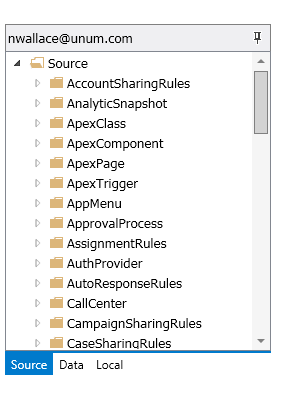 nwallace@unum.com
Source
AccountSharingRules
AnalyticSnapshot
ApexClass
ApexComponent
ApexPage
ApexTrigger
AppMenu
ApprovalProcess
AssignmentRules
AuthProvider
AutoResponseRules
CallCenter
CampaignSharingRules
CaseSharingRules
Source Data Local